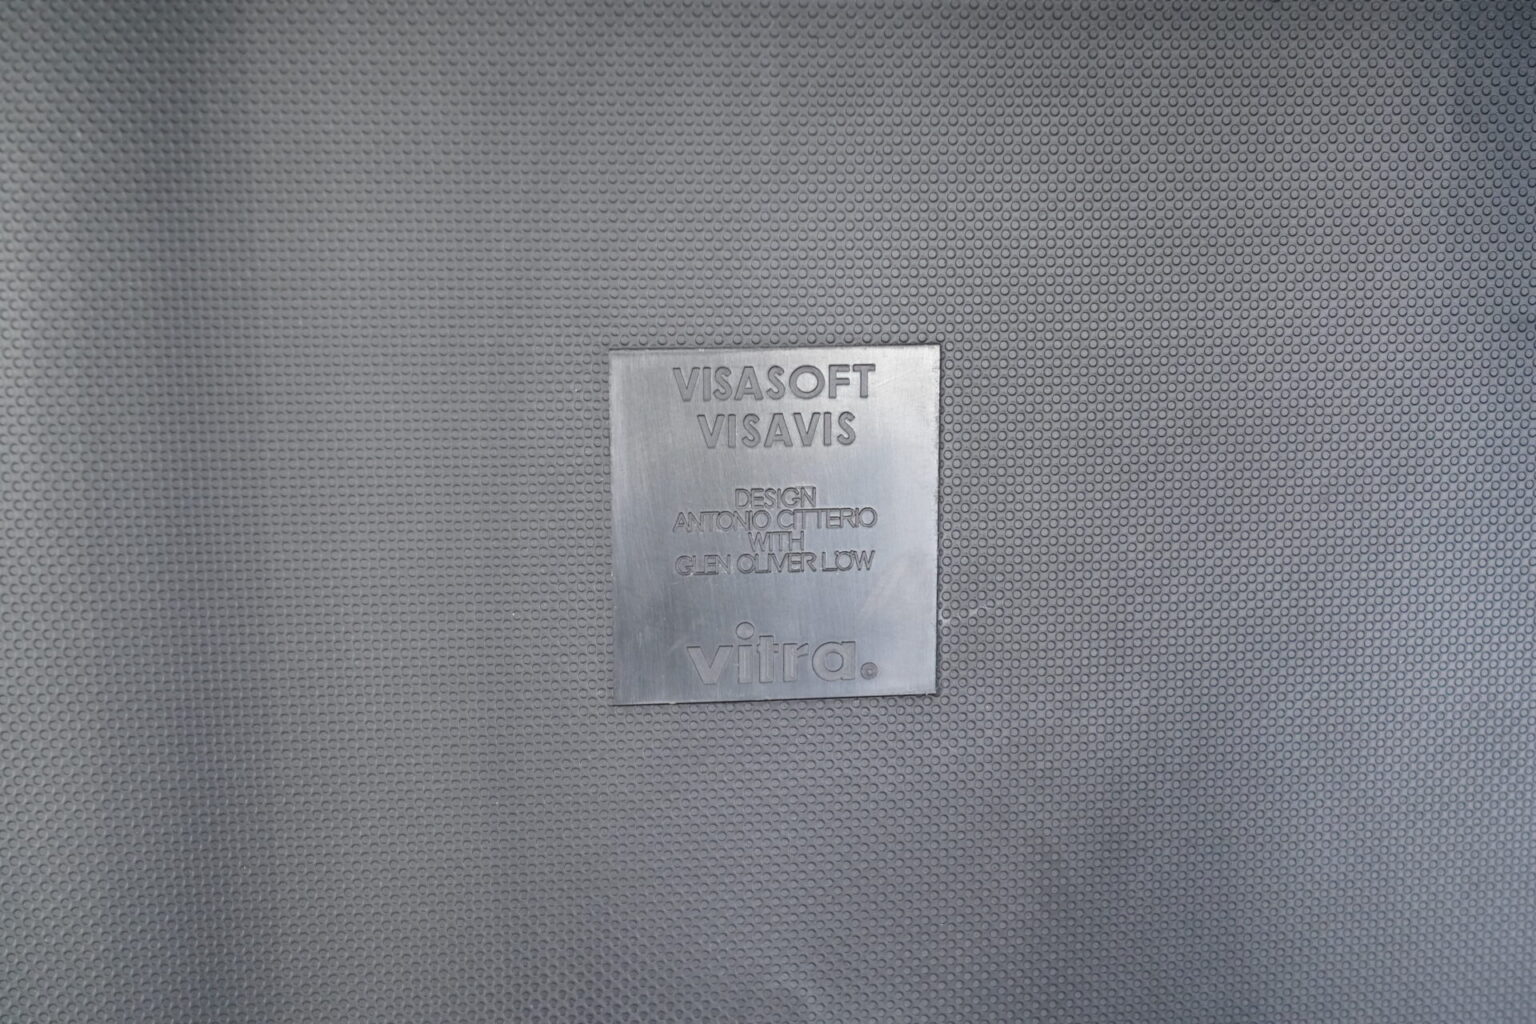 VISASOFT
VISAVIS
DESIGN
ANTONIO CITTERIO
WITH
GLEN OLIVER LÖW
vitra.©